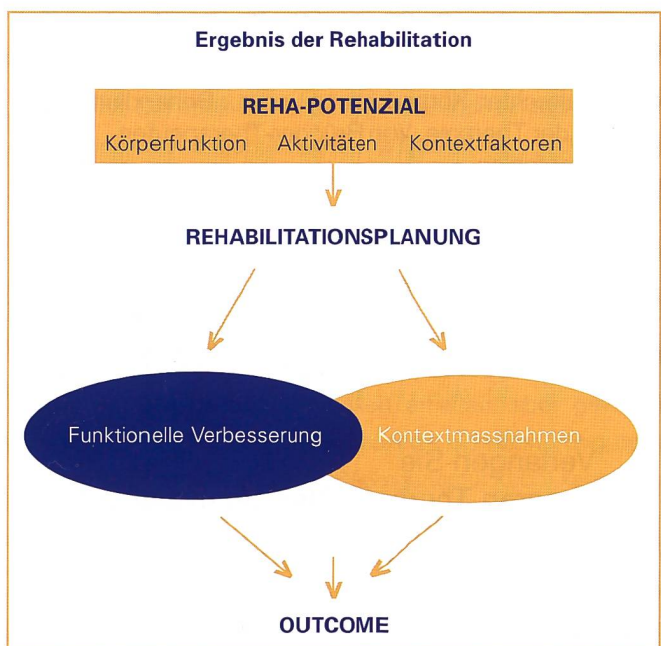 Ergebnis der Rehabilitation
REHA-POTENZIAL
Körperfunktion Aktivitäten Kontextfaktoren
REHABILITATIONSPLANUNG
Funktionelle Verbesserung Kontextmassnahmen
OUTCOME